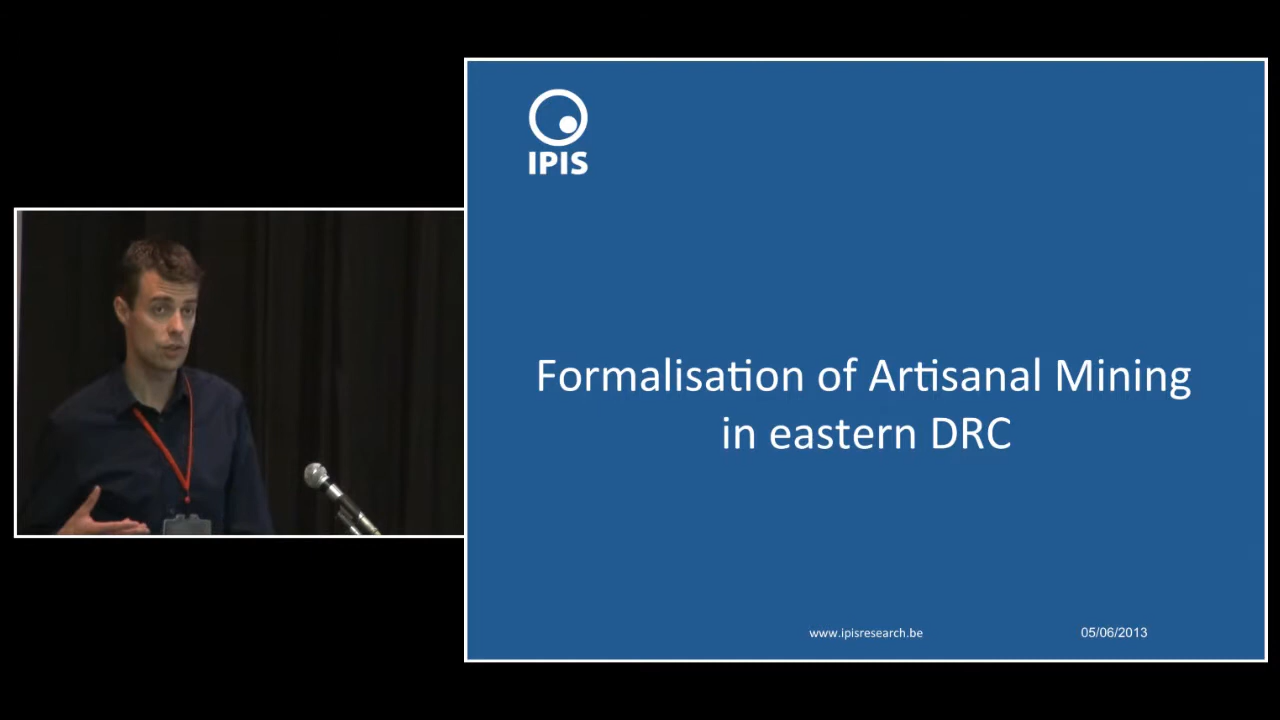 IPIS
Formalisation of Artisanal Mining
in eastern DRC
www.ipisresearch.be
05/06/2013